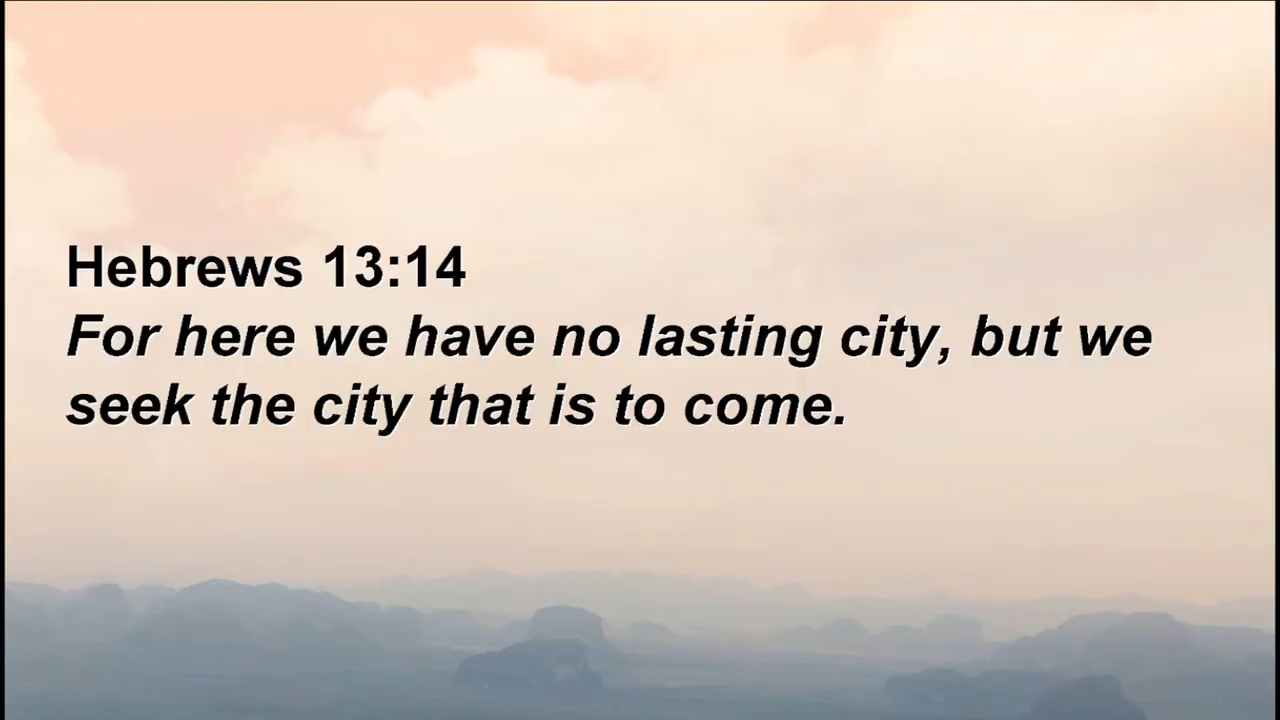 Hebrews 13:14
For here we have no lasting city, but we
seek the city that is to come.